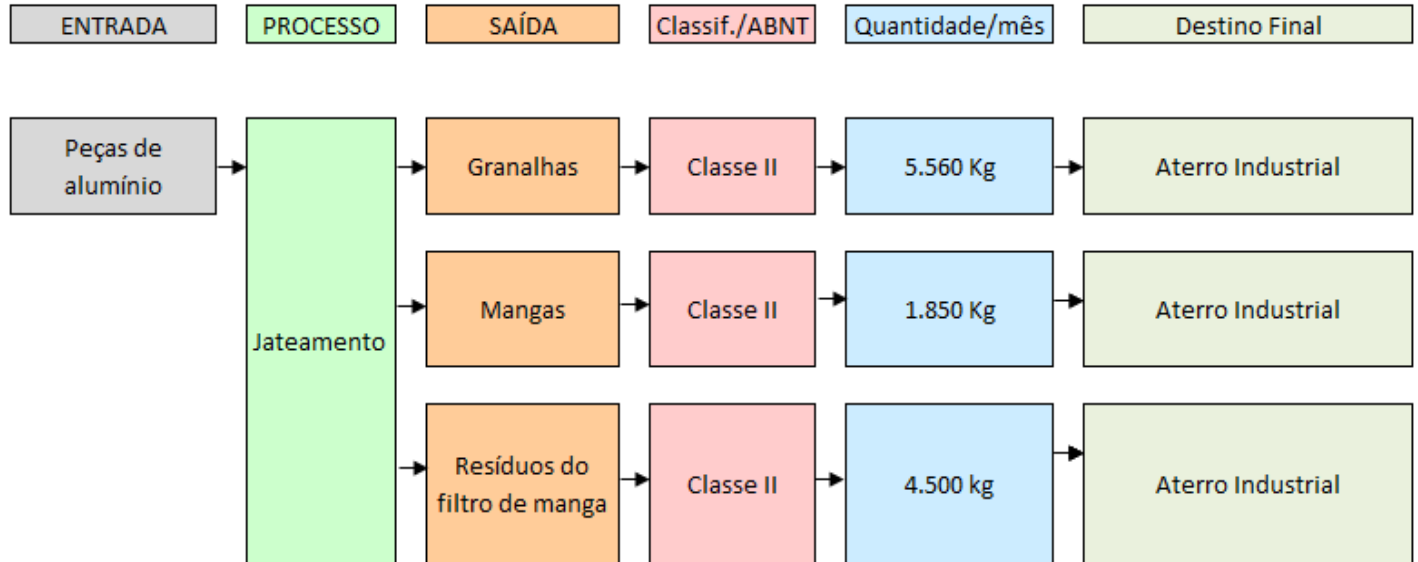 ENTRADA PROCESSO SAÍDA Classif./ABNT Quantidade/mês Destino Final
Peças de
alumínio
Granalhas Classe II 5.560 Kg Aterro Industrial
Jateamento
Mangas Classe II 1.850 Kg Aterro Industrial
Resíduos do
filtro de manga
Classe II 4.500 kg Aterro Industrial